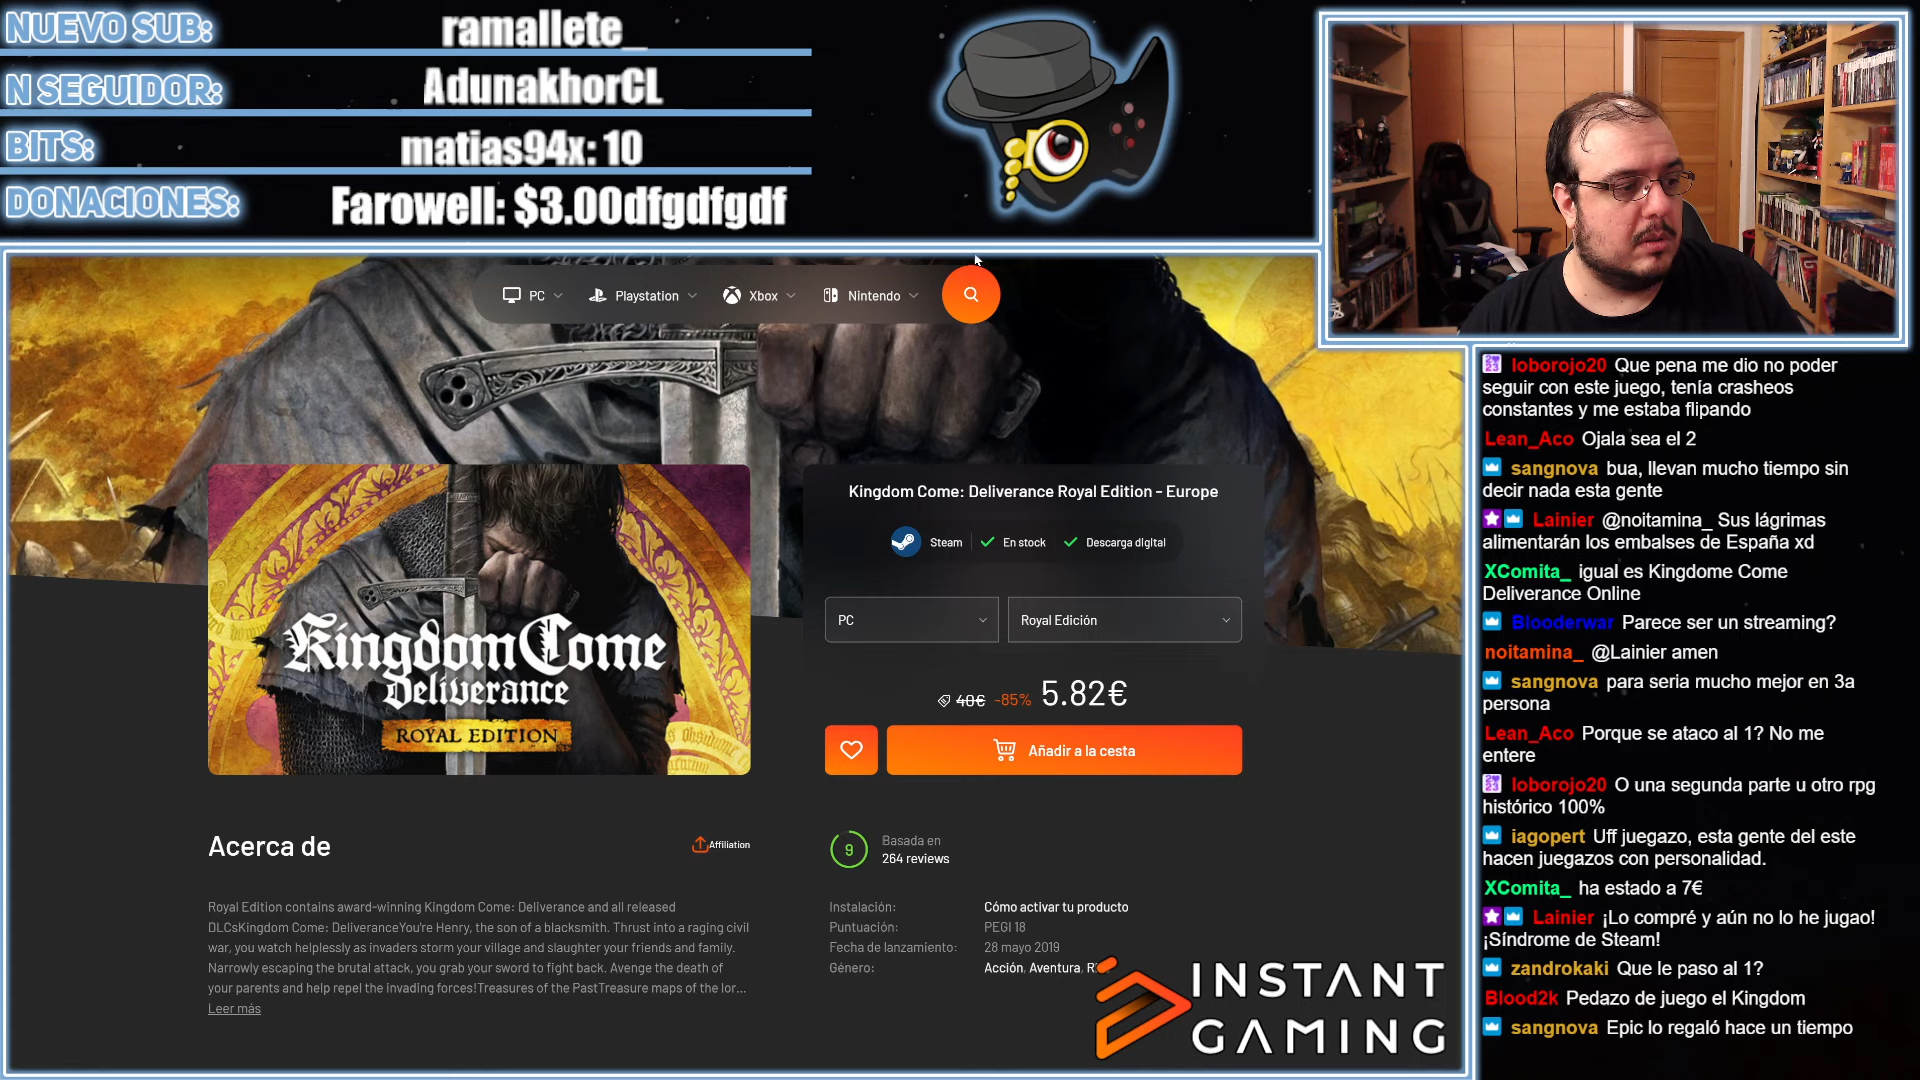 NUEVO SUB:
ramallete_
N SEGUIDOR:
AdunakhorCL
BITS:
matias94x: 10
DONACIONES:
Farowell: $3.00dfgdfgdf
PC
Playstation
Xbox
Nintendo
Kingdom Come
Deliverance
ROYAL EDITION
Kingdom Come: Deliverance Royal Edition - Europe
Steam
En stock
Descarga digital
PC
Royal Edición
40€ -85% 5.82€
Añadir a la cesta
Acerca de
Affiliation
Royal Edition contains award-winning Kingdom Come: Deliverance and all released
DLCsKingdom Come: DeliveranceYou're Henry, the son of a blacksmith. Thrust into a raging civil
war, you watch helplessly as invaders storm your village and slaughter your friends and family.
Narrowly escaping the brutal attack, you grab your sword to fight back. Avenge the death of
your parents and help repel the invading forces!Treasures of the PastTreasure maps of the lor...
Leer más
9
Basada en
264 reviews
Instalación: Cómo activar tu producto
Puntuación: PEGI 18
Fecha de lanzamiento: 28 mayo 2019
Género: Acción, Aventura,
INSTANT
GAMING
loborojo20 Que pena me dio no poder
seguir con este juego, tenía crasheos
constantes y me estaba flipando
Lean_Aco Ojala sea el 2
sangnova bua, llevan mucho tiempo sin
decir nada esta gente
Lainier @noitamina_ Sus lágrimas
alimentarán los embalses de España xd
XComita_ igual es Kingdome Come
Deliverance Online
Blooderwar Parece ser un streaming?
noitamina_ @Lainier amen
sangnova para seria mucho mejor en 3a
persona
Lean_Aco Porque se ataco al 1? No me
entere
loborojo20 O una segunda parte u otro rpg
histórico 100%
iagopert Uff juegazo, esta gente del este
hacen juegazos con personalidad.
XComita_ ha estado a 7€
Lainier ¡Lo compré y aún no lo he jugao!
¡Síndrome de Steam!
zandrokaki Que le paso al 1?
Blood2k Pedazo de juego el Kingdom
sangnova Epic lo regaló hace un tiempo